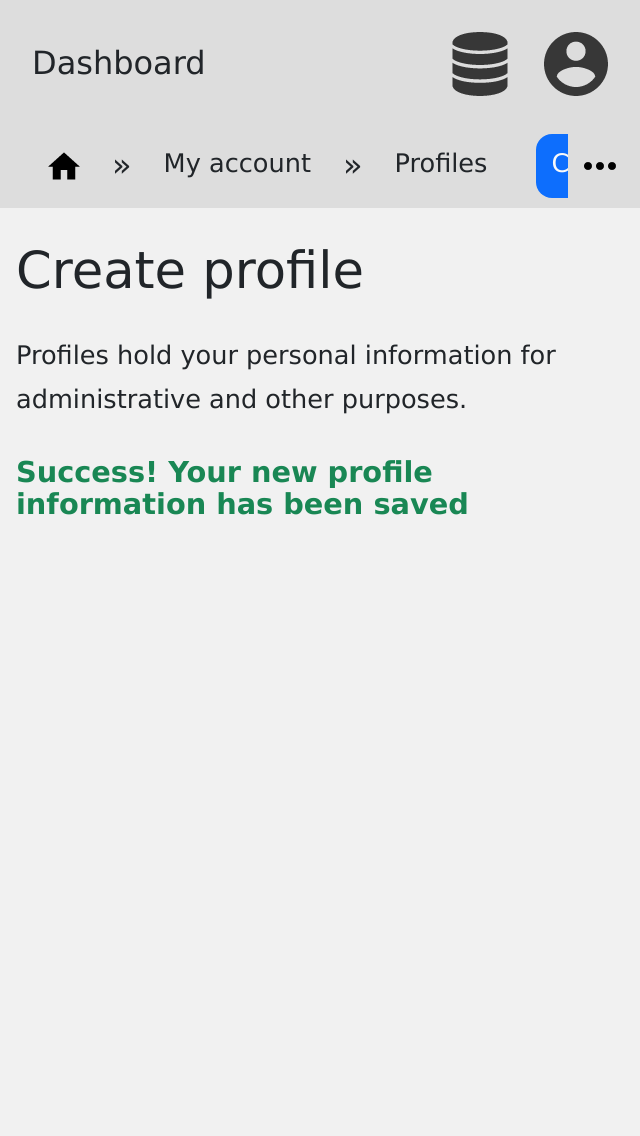 Dashboard
» My account » Profiles C
Create profile
Profiles hold your personal information for
administrative and other purposes.
Success! Your new profile
information has been saved